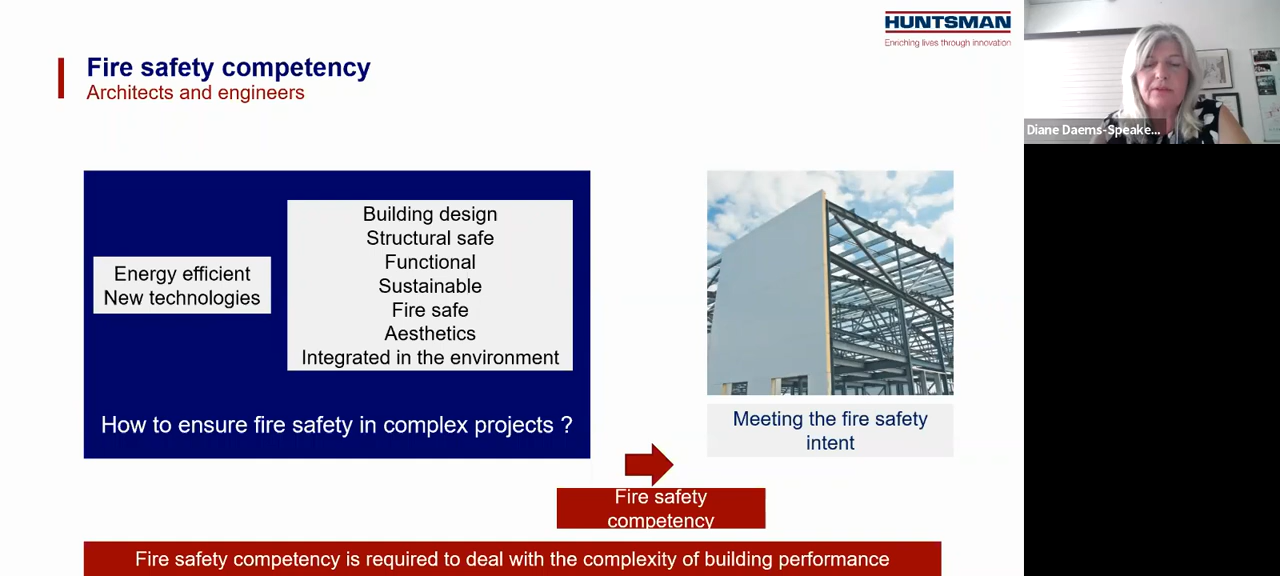 HUNTSMAN
Enriching lives through innovation
Fire safety competency
Architects and engineers
Diane Daems-Speake...
Energy efficient
New technologies
Building design
Structural safe
Functional
Sustainable
Fire safe
Aesthetics
Integrated in the environment
How to ensure fire safety in complex projects ?
Meeting the fire safety
intent
Fire safety
competency
Fire safety competency is required to deal with the complexity of building performance